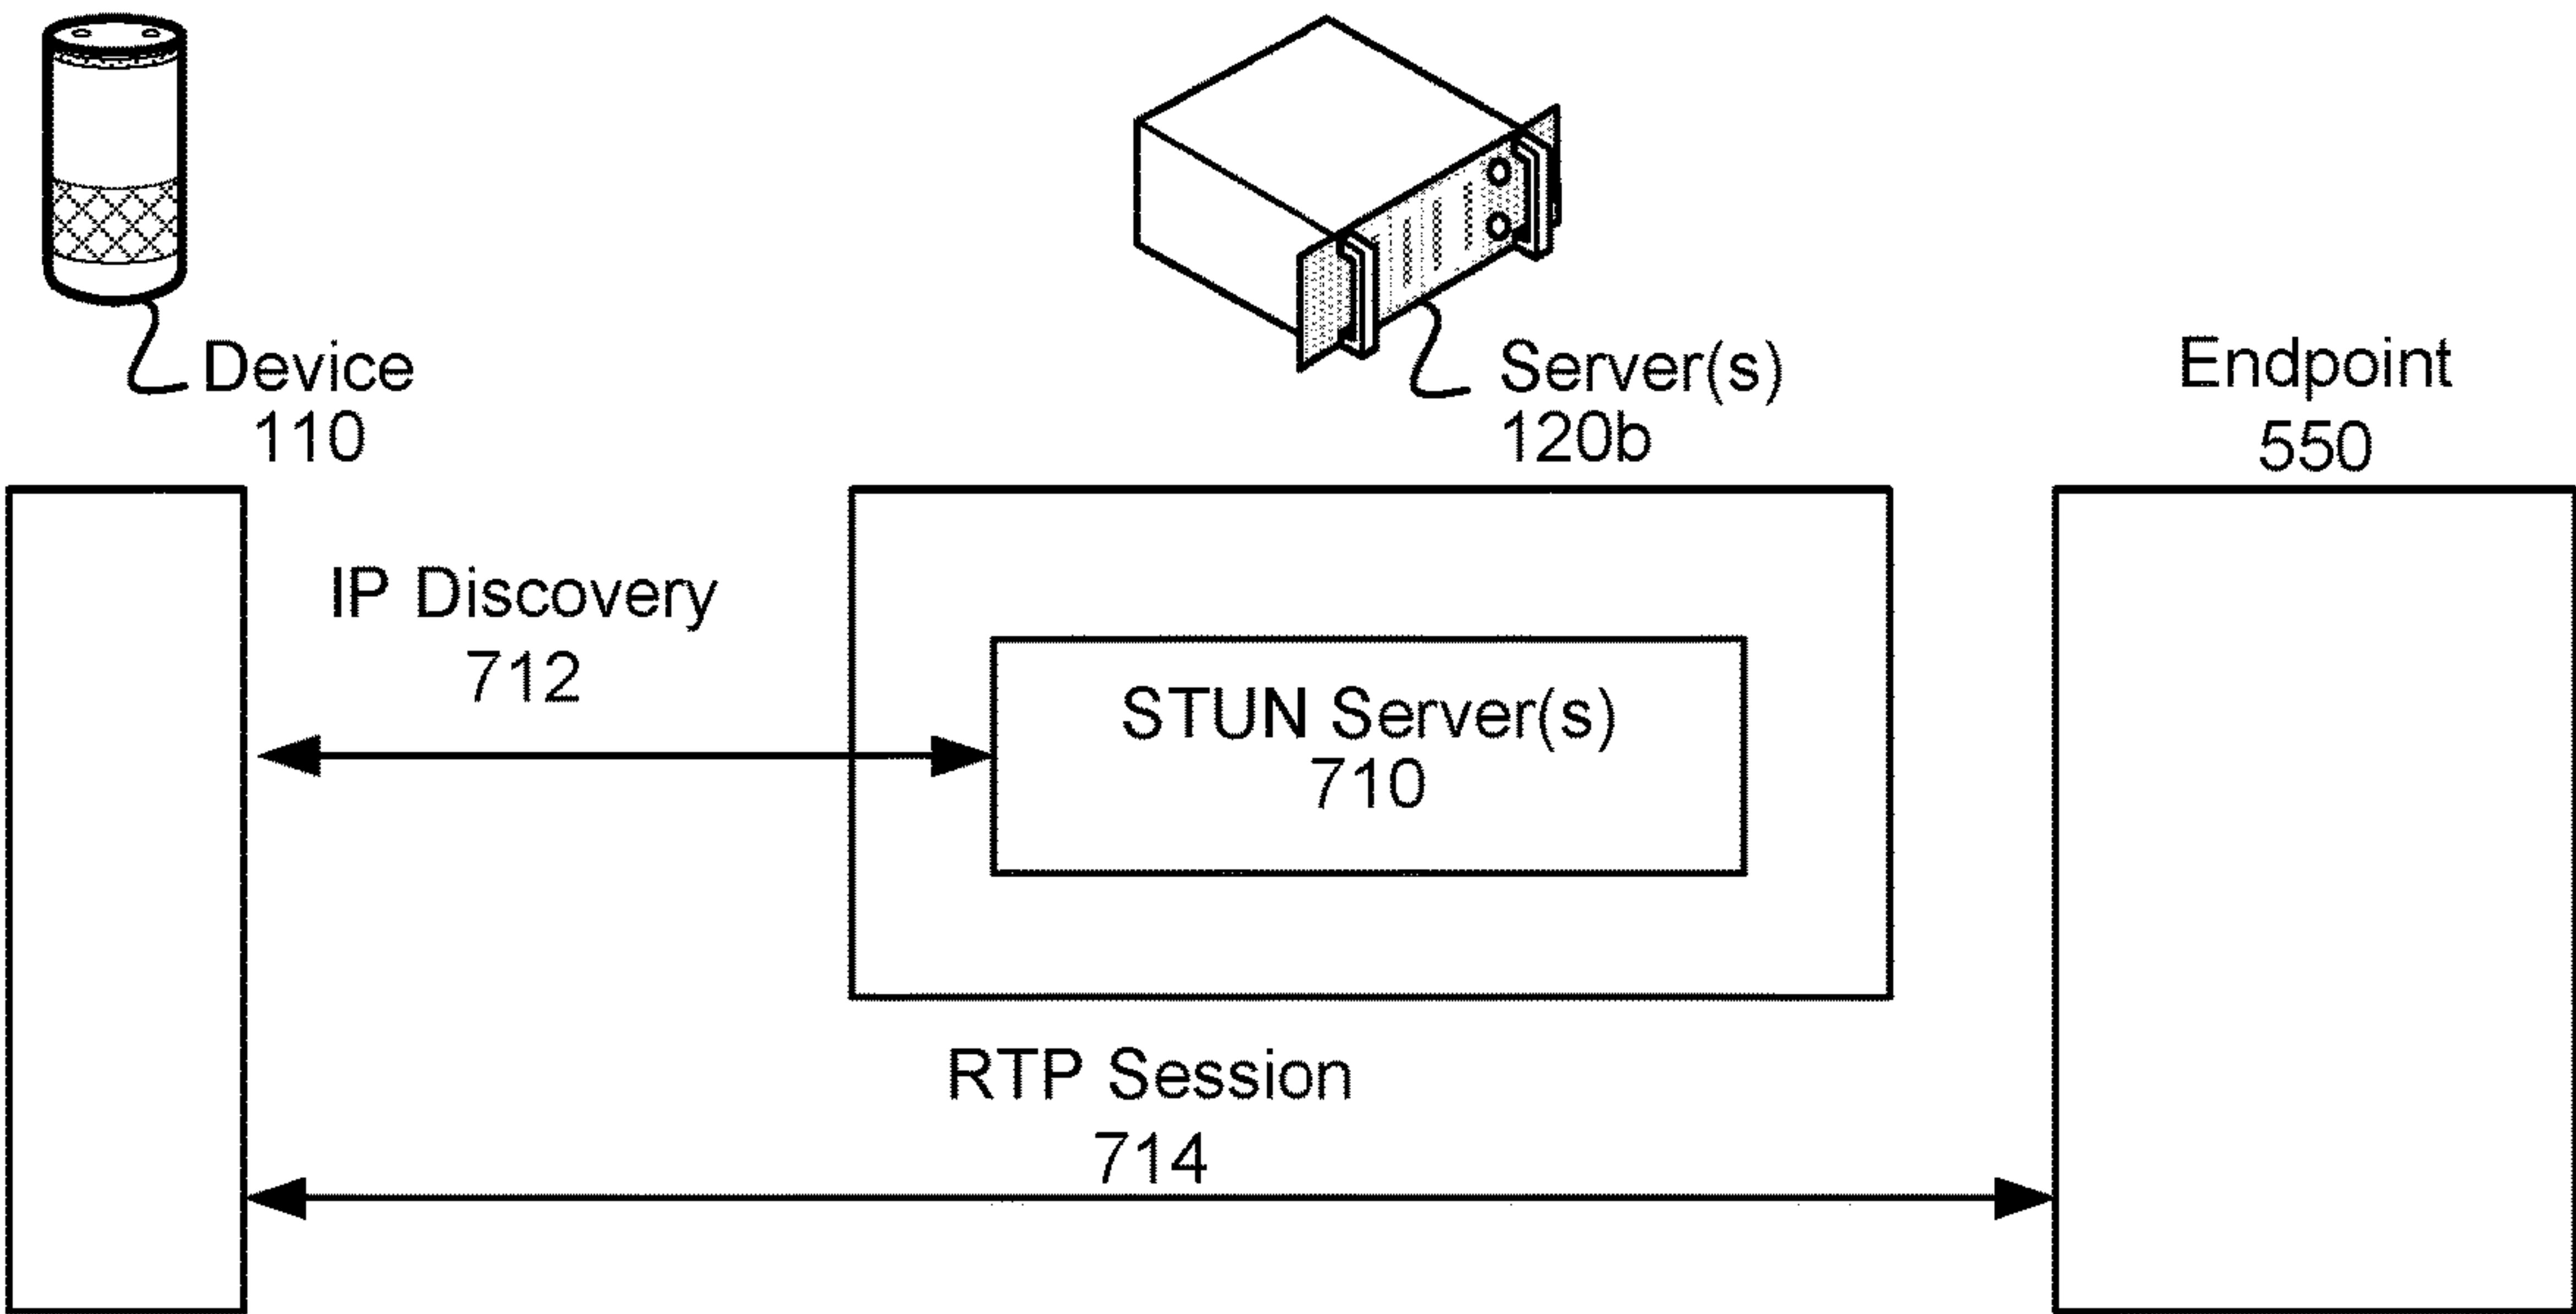 Device
110
Server(s)
120b
Endpoint
550
IP Discovery
712
STUN Server(s)
710
RTP Session
714